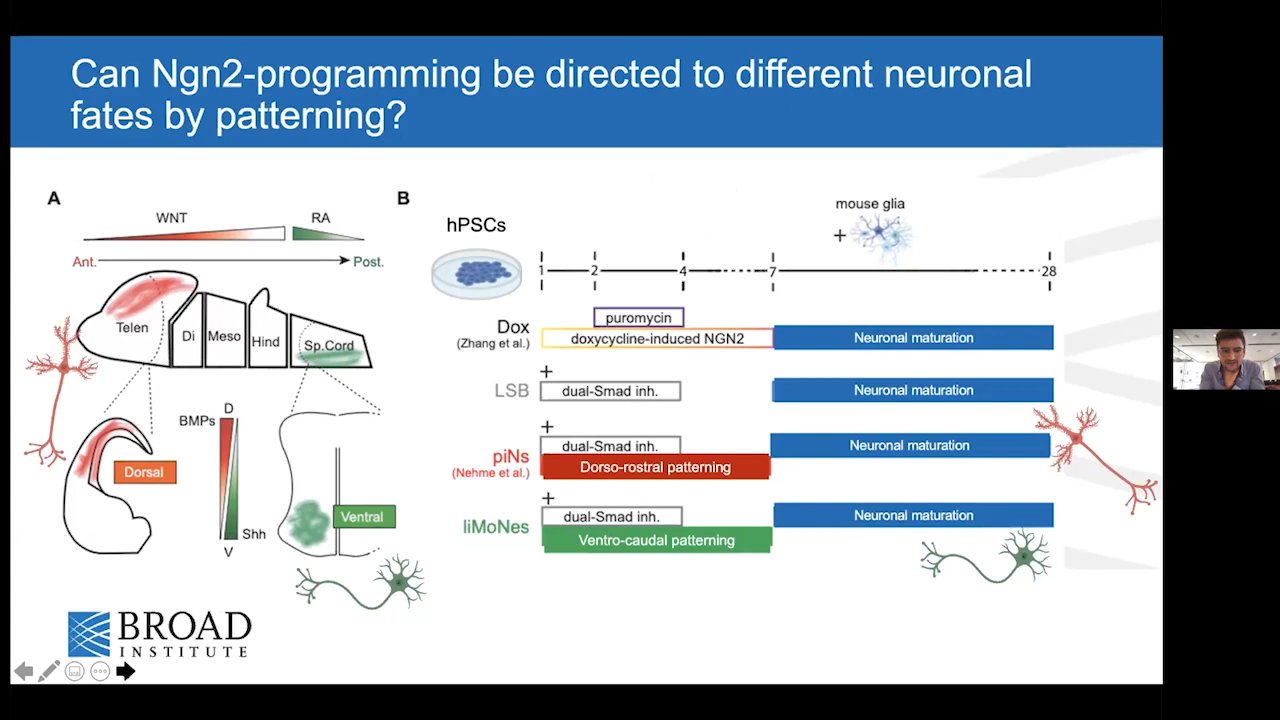 Can Ngn2-programming be directed to different neuronal
fates by patterning?
A
WNT
RA
Ant.
Post.
Telen
Di
Meso
Hind
Sp.Cord
D
BMPs
Dorsal
Ventral
Shh
V
B
hPSCs
mouse glia
+
1
2
4
7
28
puromycin
Dox
doxycycline-induced NGN2
Neuronal maturation
(Zhang et al.)
+
LSB
dual-Smad inh.
Neuronal maturation
+
dual-Smad inh.
Neuronal maturation
piNs
Dorso-rostral patterning
(Nehme et al.)
+
dual-Smad inh.
Neuronal maturation
liMoNes
Ventro-caudal patterning
BROAD
INSTITUTE